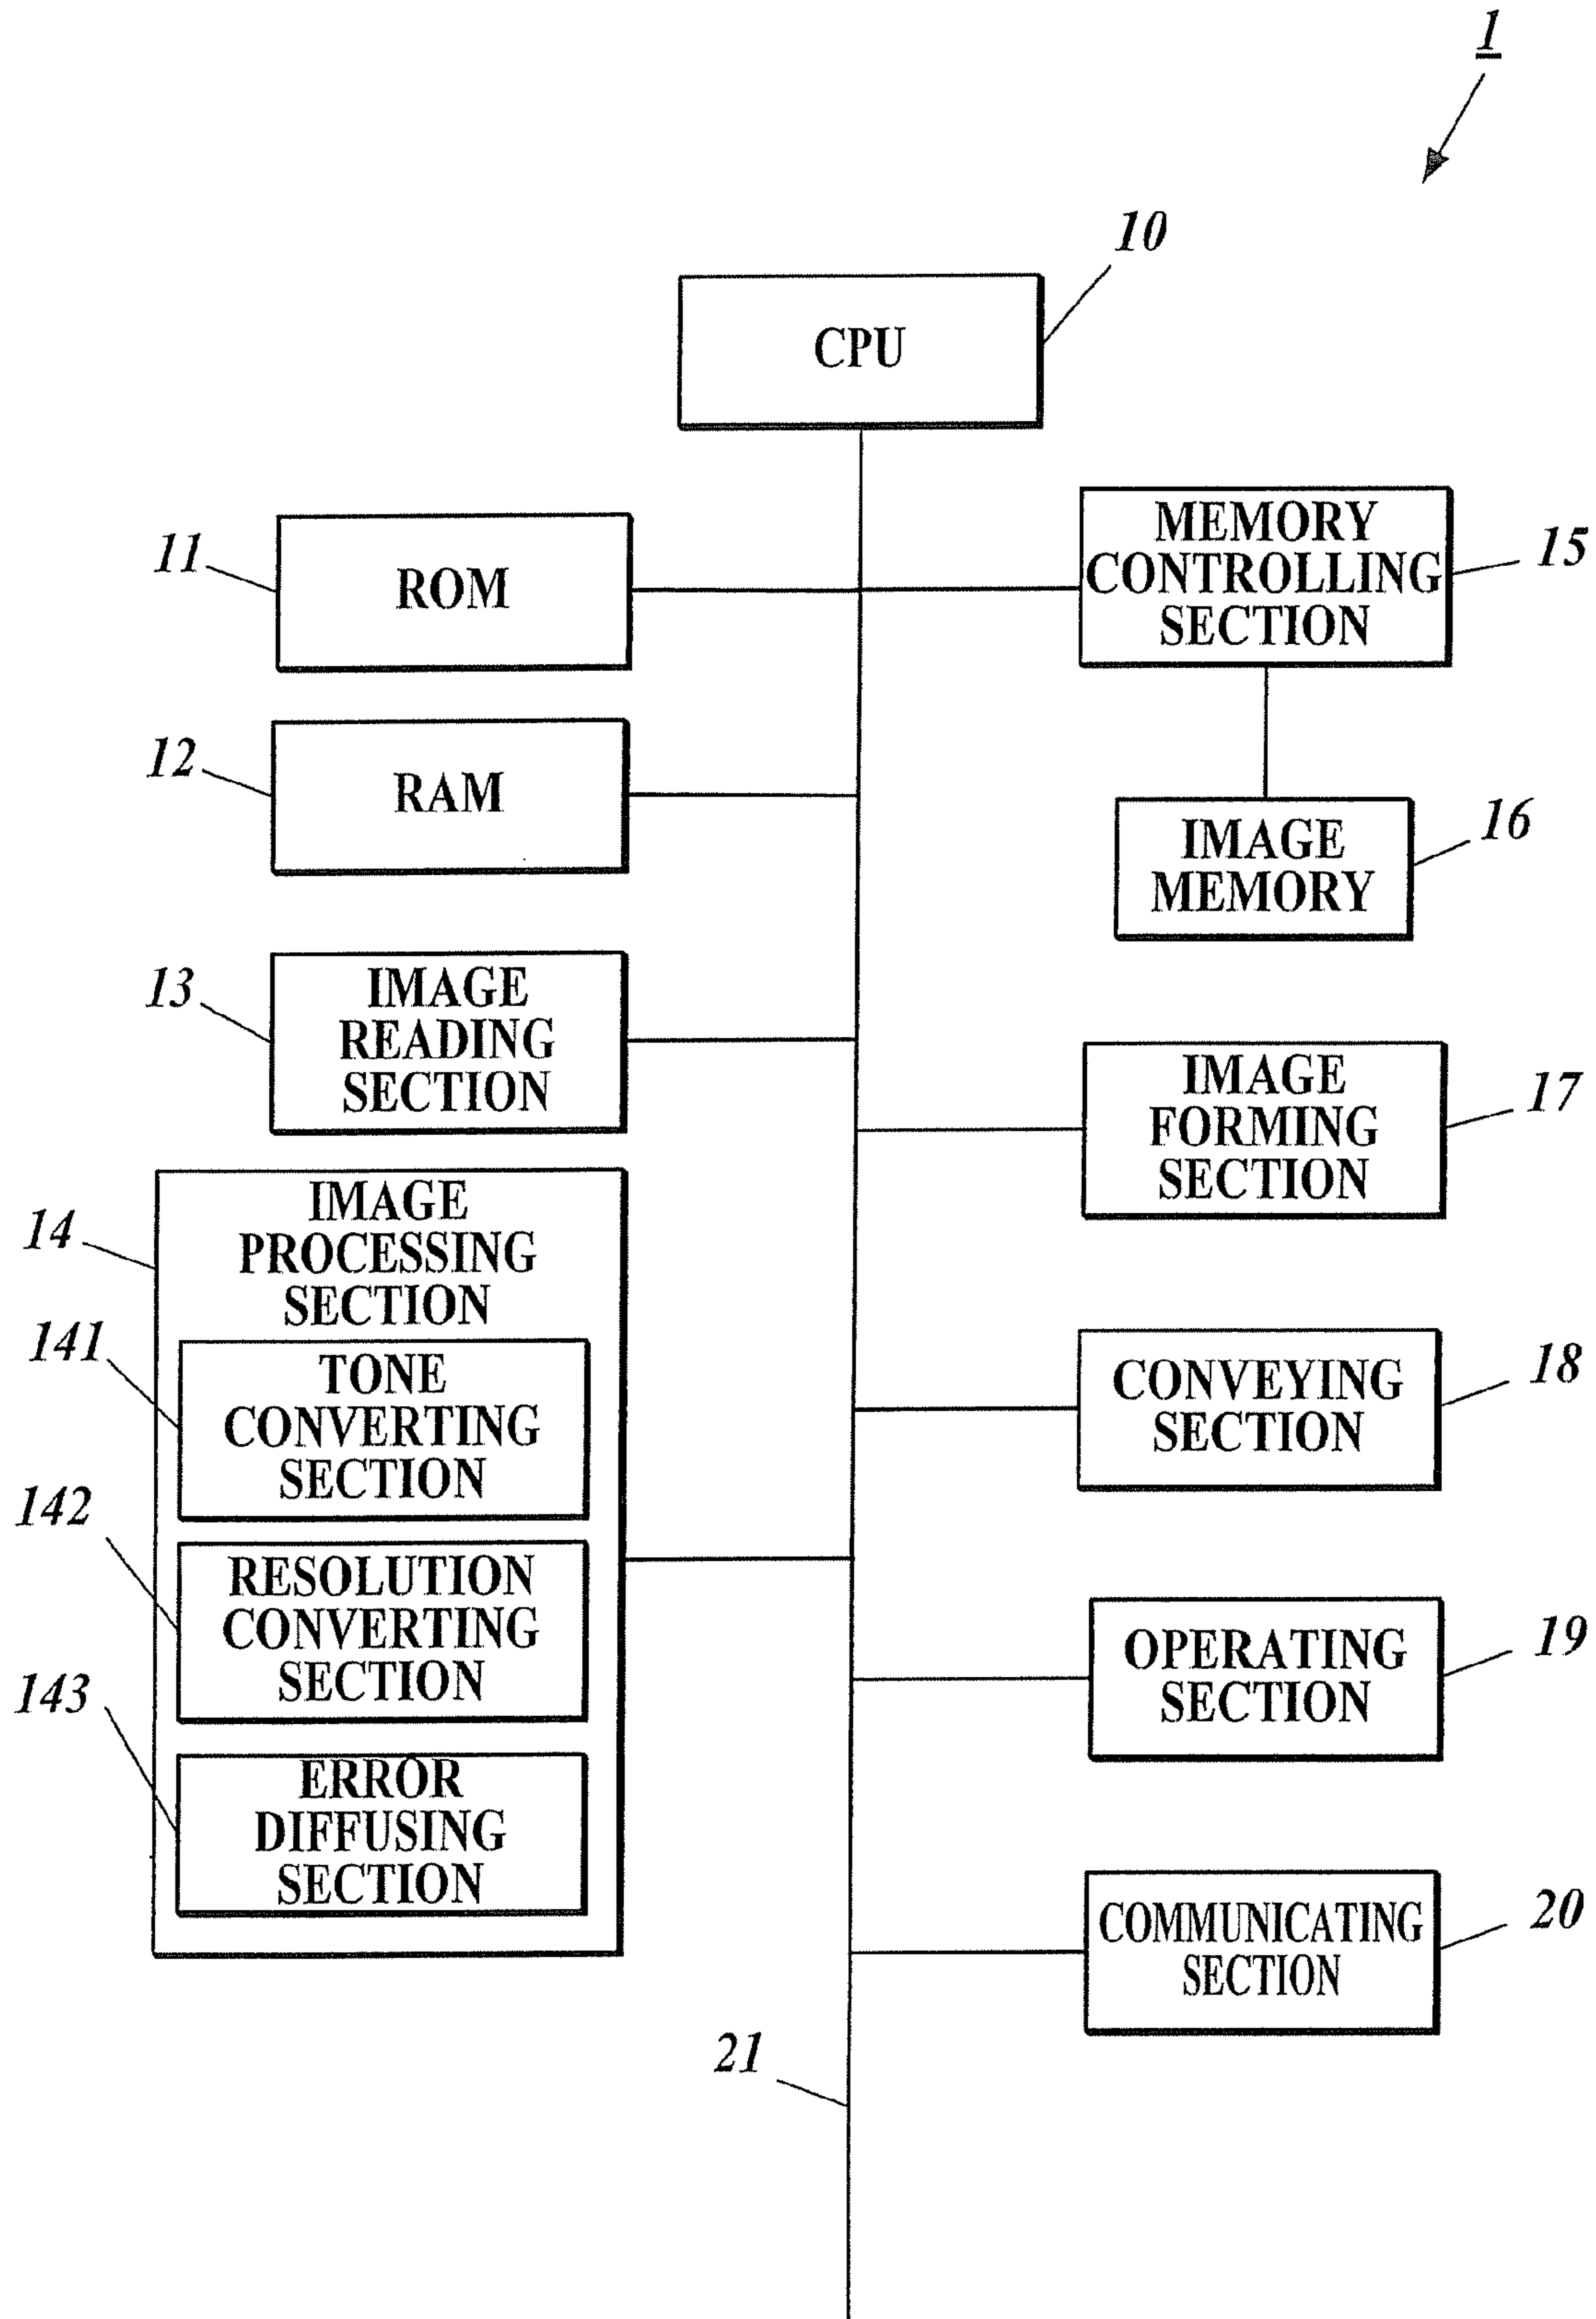 1
10
CPU
11
ROM
MEMORY
CONTROLLING
SECTION
15
12
RAM
IMAGE
MEMORY
16
13
IMAGE
READING
SECTION
IMAGE
FORMING
SECTION
17
14
IMAGE
PROCESSING
SECTION
141
TONE
CONVERTING
SECTION
CONVEYING
SECTION
18
142
RESOLUTION
CONVERTING
SECTION
OPERATING
SECTION
19
143
ERROR
DIFFUSING
SECTION
COMMUNICATING
SECTION
20
21